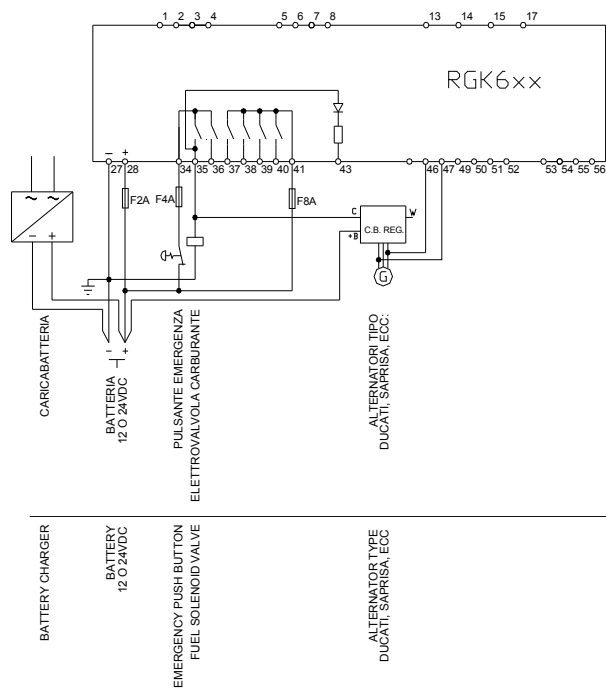 1 2 3 4 5 6 7 8 13 14 15 17
RGK6xx
– +
27 28 34 35 36 37 38 39 40 41 43 46 47 49 50 51 52 53 54 55 56
~ ~
– +
F2A F4A F8A
C W
C.B. REG.
+B
G
– +
CARICABATTERIA
BATTERIA
12 O 24VDC
PULSANTE EMERGENZA
ELETTROVALVOLA CARBURANTE
ALTERNATORI TIPO
DUCATI, SAPRISA, ECC:
BATTERY CHARGER
BATTERY
12 O 24VDC
EMERGENCY PUSH BUTTON
FUEL SOLENOID VALVE
ALTERNATOR TYPE
DUCATI, SAPRISA, ECC